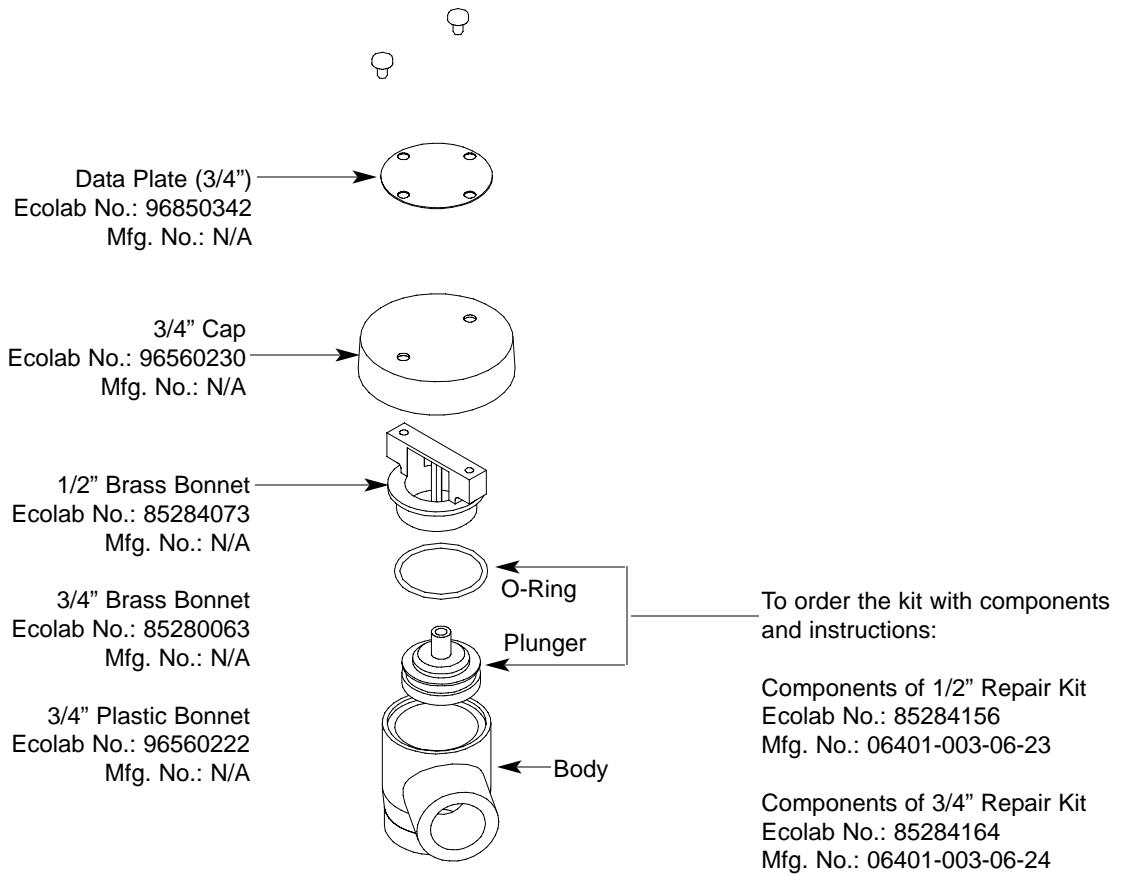 Data Plate (3/4”)
Ecolab No.: 96850342
Mfg. No.: N/A
3/4” Cap
Ecolab No.: 96560230
Mfg. No.: N/A
1/2” Brass Bonnet
Ecolab No.: 85284073
Mfg. No.: N/A
3/4” Brass Bonnet
Ecolab No.: 85280063
Mfg. No.: N/A
3/4” Plastic Bonnet
Ecolab No.: 96560222
Mfg. No.: N/A
O-Ring
Plunger
Body
To order the kit with components
and instructions:
Components of 1/2” Repair Kit
Ecolab No.: 85284156
Mfg. No.: 06401-003-06-23
Components of 3/4” Repair Kit
Ecolab No.: 85284164
Mfg. No.: 06401-003-06-24